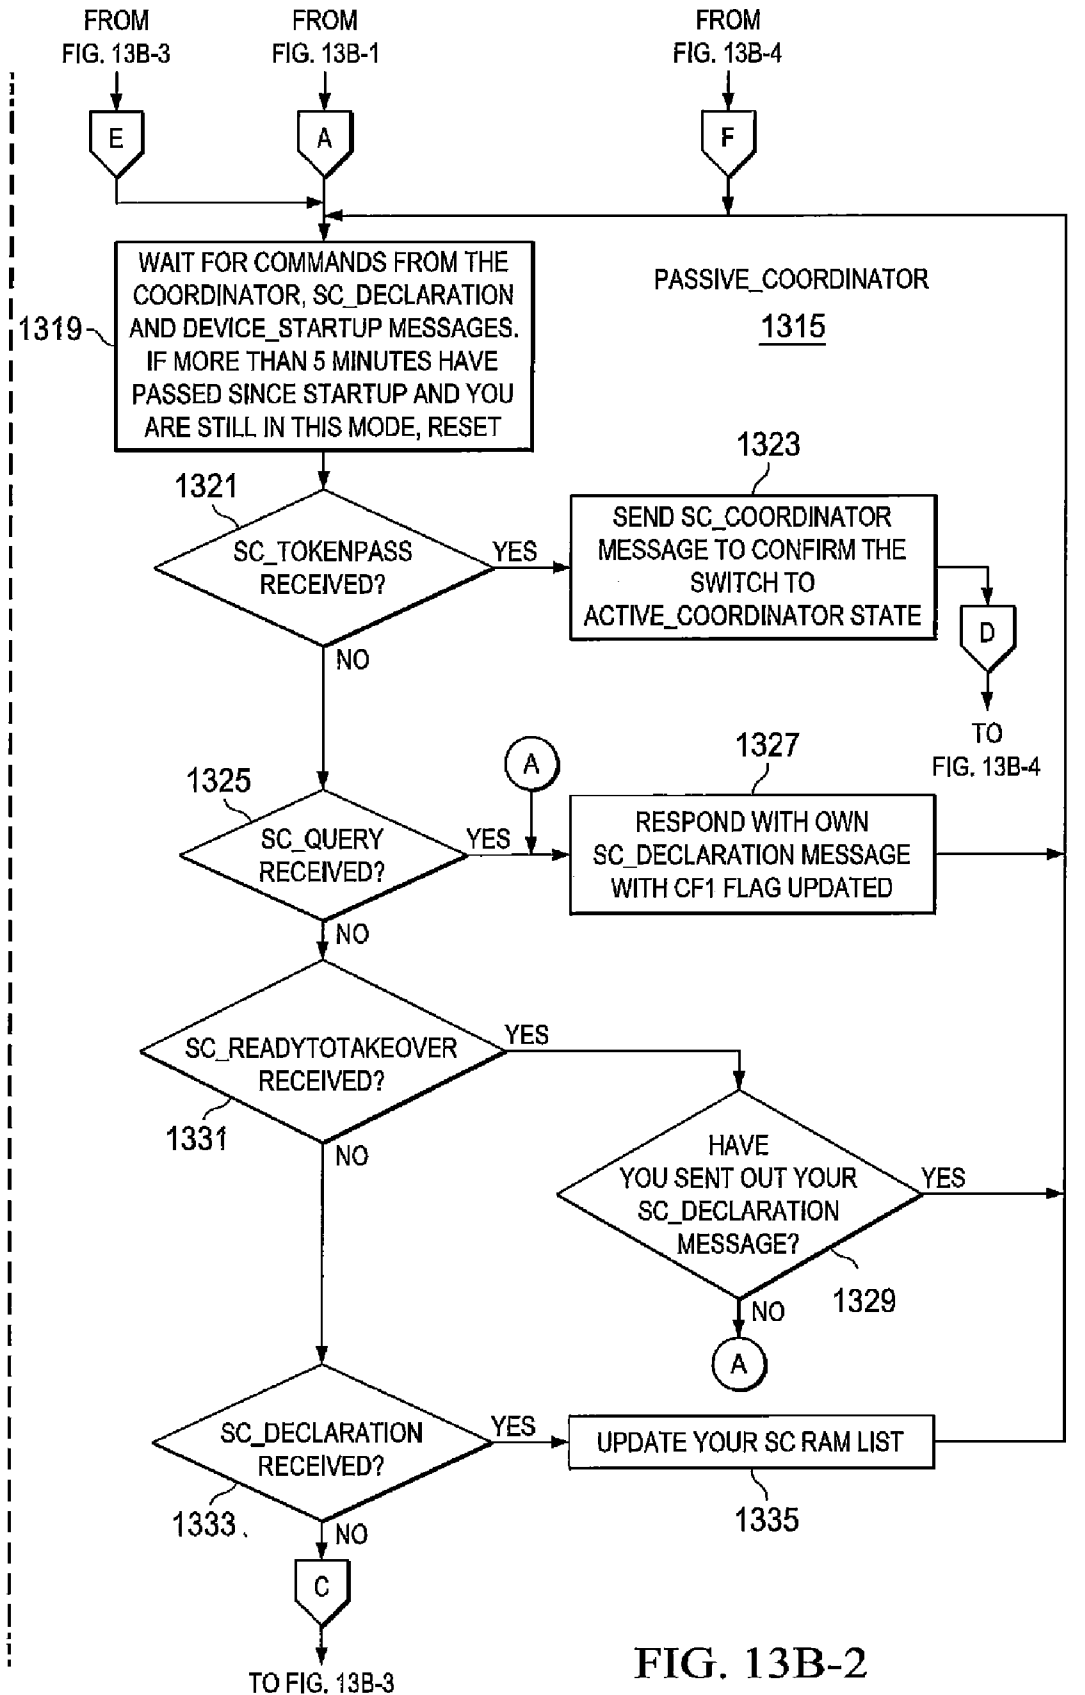 FROM
FIG. 13B-3
FROM
FIG. 13B-1
FROM
FIG. 13B-4
E
A
F
WAIT FOR COMMANDS FROM THE
COORDINATOR, SC_DECLARATION
AND DEVICE_STARTUP MESSAGES.
IF MORE THAN 5 MINUTES HAVE
PASSED SINCE STARTUP AND YOU
ARE STILL IN THIS MODE, RESET
1319
PASSIVE_COORDINATOR
1315
1321
SC_TOKENPASS
RECEIVED?
YES
NO
1323
SEND SC_COORDINATOR
MESSAGE TO CONFIRM THE
SWITCH TO
ACTIVE_COORDINATOR STATE
D
TO
FIG. 13B-4
1325
SC_QUERY
RECEIVED?
YES
NO
A
1327
RESPOND WITH OWN
SC_DECLARATION MESSAGE
WITH CF1 FLAG UPDATED
SC_READYTOTAKEOVER
RECEIVED?
YES
1331
NO
HAVE
YOU SENT OUT YOUR
SC_DECLARATION
MESSAGE?
YES
1329
NO
A
SC_DECLARATION
RECEIVED?
YES
1333
NO
UPDATE YOUR SC RAM LIST
1335
C
TO FIG. 13B-3
FIG. 13B-2